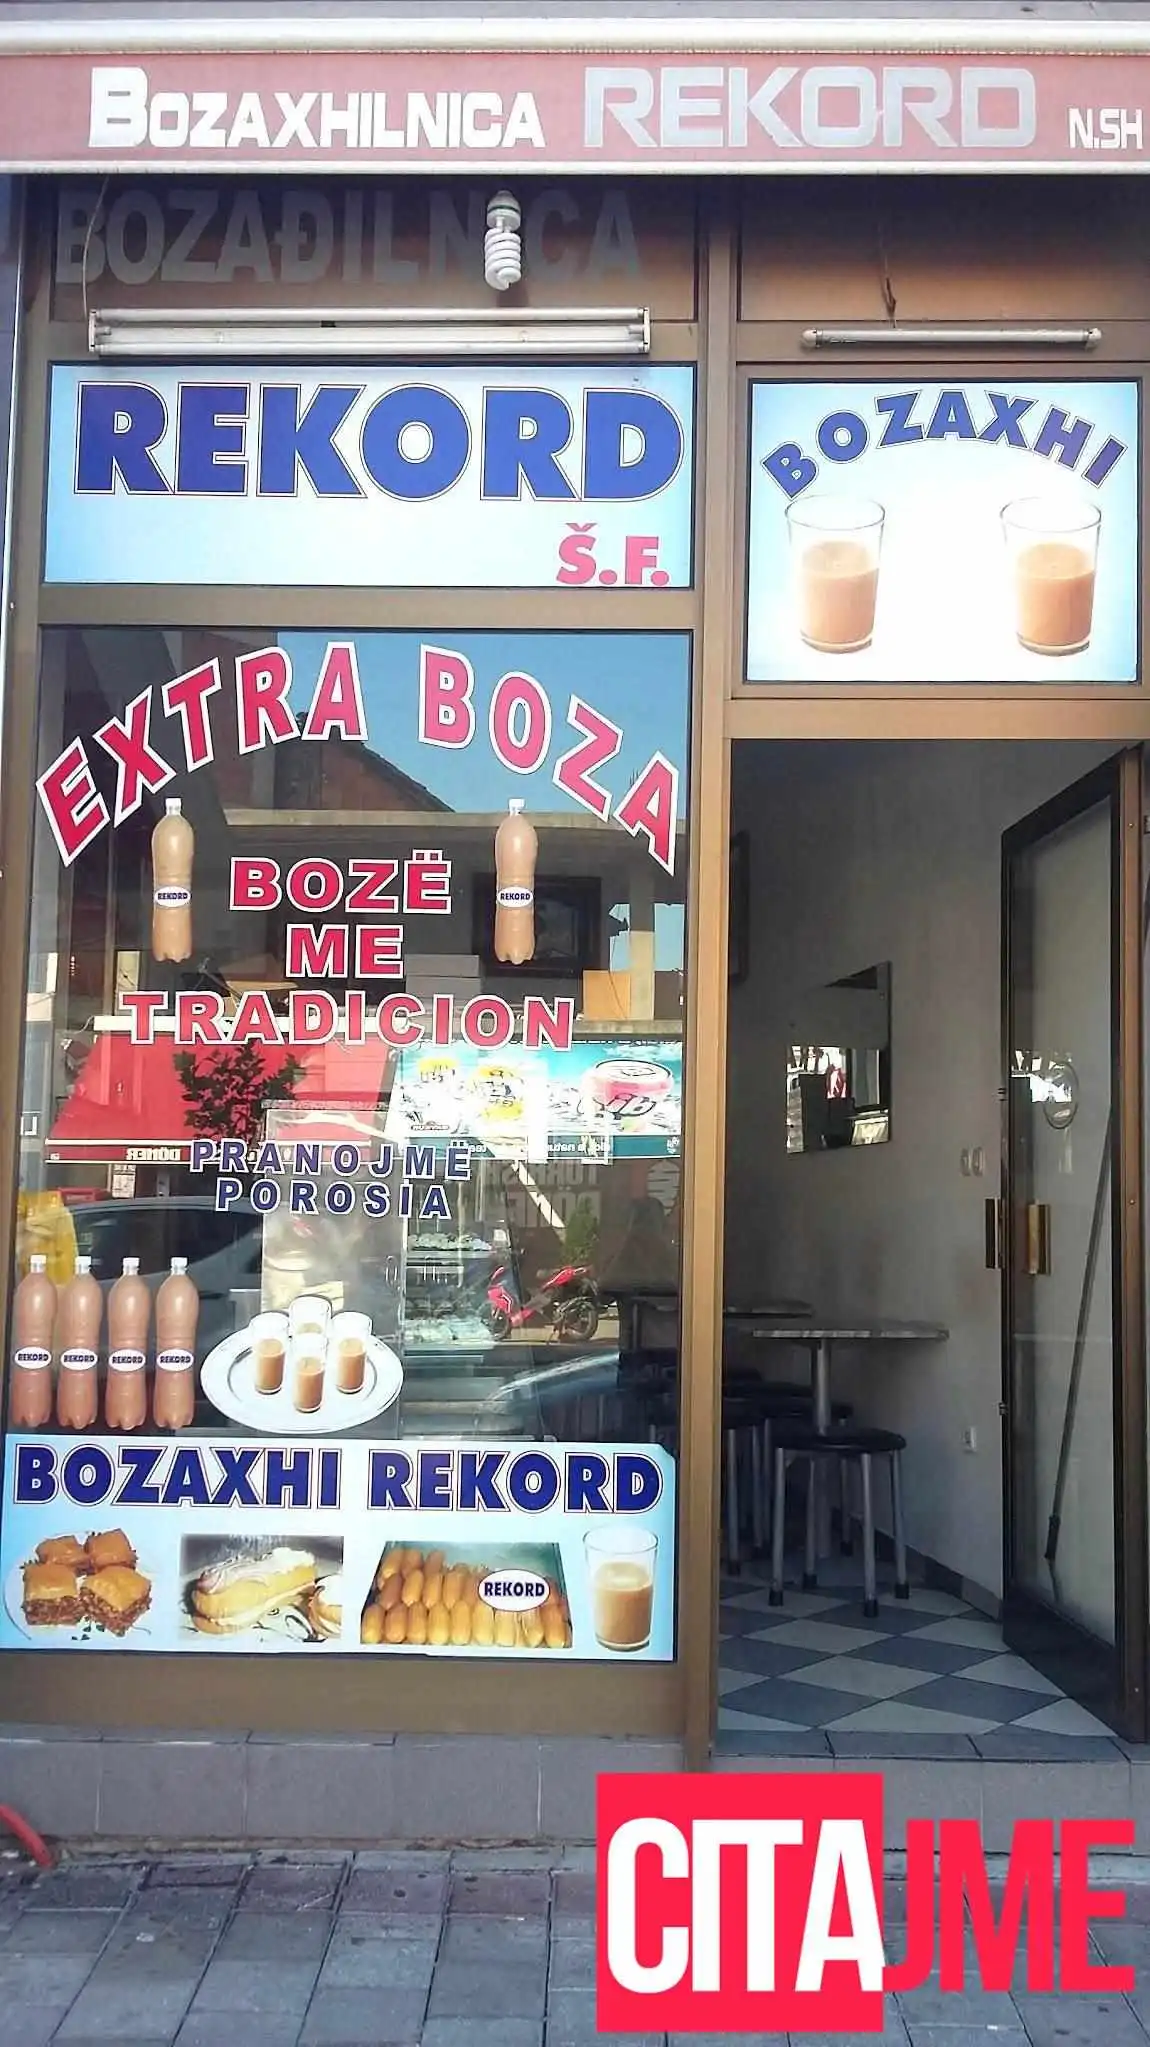 BOZAXHILNICA REKORD N.SH
BOZAĐILNICA
REKORD
Š.F.
BOZAXHI
EXTRA BOZA
REKORD
REKORD
BOZË
ME
TRADICION
DÖNER
PRANOJMË
POROSIA
REKORD
REKORD
REKORD
REKORD
BOZAXHI REKORD
REKORD
CITAJME